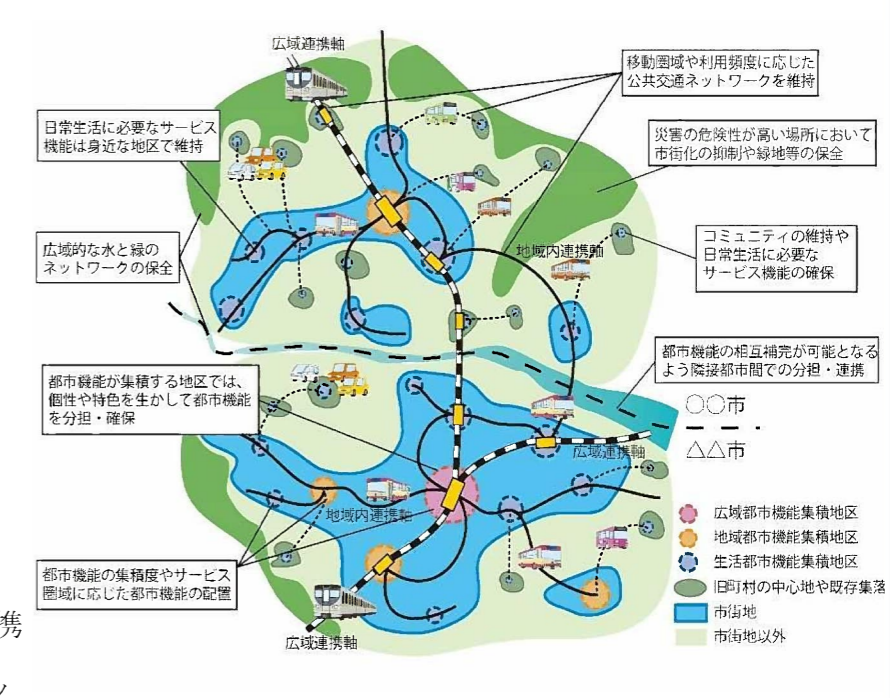 広域連携軸
移動圏域や利用頻度に応じた
公共交通ネットワークを維持
日常生活に必要なサービス
機能は身近な地区で維持
災害の危険性が高い場所において
市街化の抑制や緑地等の保全
広域的な水と緑の
ネットワークの保全
地域内連携軸
コミュニティの維持や
日常生活に必要な
サービス機能の確保
都市機能の相互補完が可能となる
よう隣接都市間での分担・連携
都市機能が集積する地区では、
個性や特色を生かして都市機能
を分担・確保
○○市
△△市
広域連携軸
地域内連携軸
広域都市機能集積地区
地域都市機能集積地区
生活都市機能集積地区
旧町村の中心地や既存集落
市街地
市街地以外
都市機能の集積度やサービス
圏域に応じた都市機能の配置
広域連携軸
携